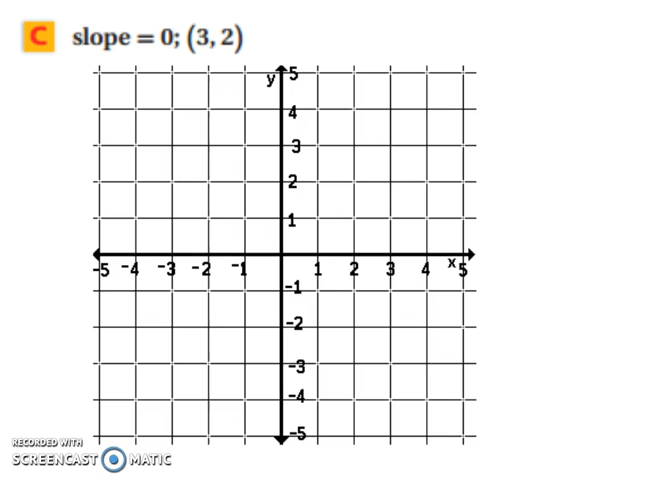 C slope = 0; (3, 2)
y 5
4
3
2
1
-5 -4 -3 -2 -1 1 2 3 4 x 5
-1
-2
-3
-4
-5
RECORDED WITH
SCREENCAST MATIC